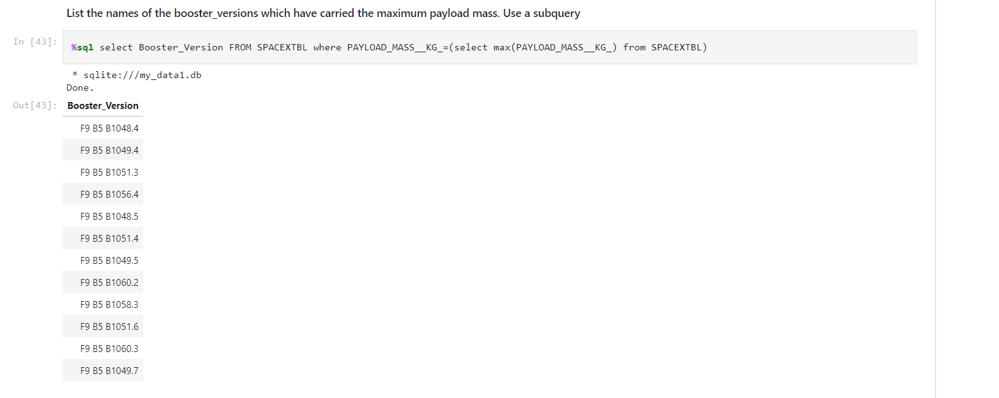 List the names of the booster_versions which have carried the maximum payload mass. Use a subquery
In [43]: %sql select Booster_Version FROM SPACEXTBL where PAYLOAD_MASS__KG_=(select max(PAYLOAD_MASS__KG_) from SPACEXTBL)
* sqlite:///my_data1.db
Done.
Out[43]: Booster_Version
F9 B5 B1048.4
F9 B5 B1049.4
F9 B5 B1051.3
F9 B5 B1056.4
F9 B5 B1048.5
F9 B5 B1051.4
F9 B5 B1049.5
F9 B5 B1060.2
F9 B5 B1058.3
F9 B5 B1051.6
F9 B5 B1060.3
F9 B5 B1049.7